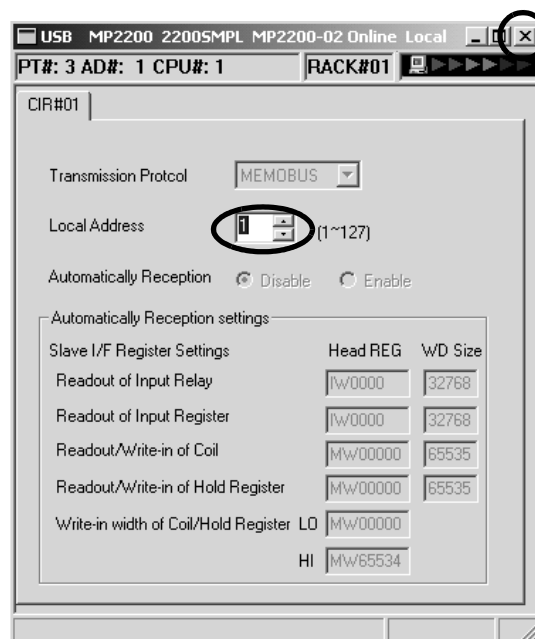 USB MP2200 2200SMPL MP2200-02 Online Local
PT#: 3 AD#: 1 CPU#: 1 RACK#01
CIR#01
Transmission Protcol MEMOBUS
Local Address 1 (1~127)
Automatically Reception Disable Enable
Automatically Reception settings
Slave I/F Register Settings Head REG WD Size
Readout of Input Relay IW0000 32768
Readout of Input Register IW0000 32768
Readout/Write-in of Coil MW00000 65535
Readout/Write-in of Hold Register MW00000 65535
Write-in width of Coil/Hold Register LO MW00000
HI MW65534